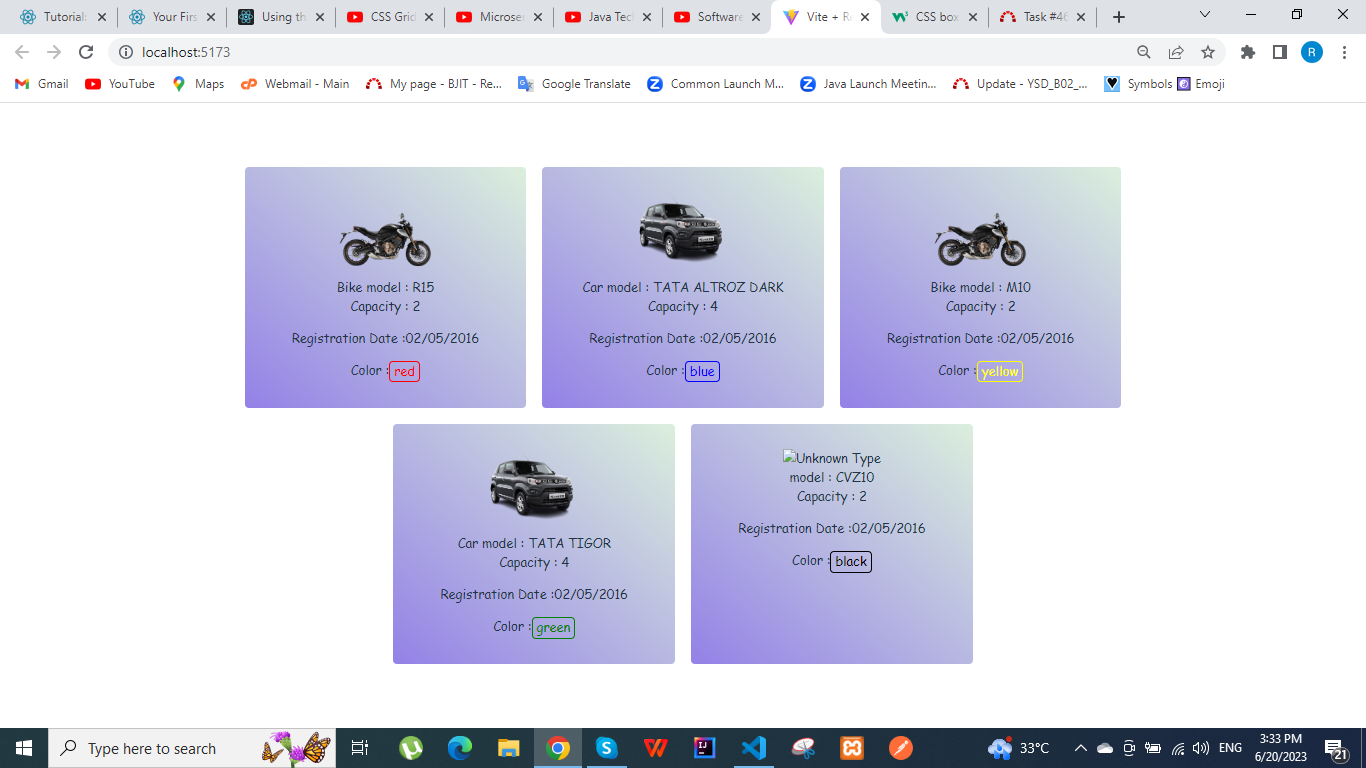 Tutorial:
Your Firs
Using th
CSS Grid
Microse
Java Tec
Software
Vite + R
CSS box
Task #46
localhost:5173
R
Gmail
YouTube
Maps
Webmail - Main
My page - BJIT - Re...
Google Translate
Common Launch M...
Java Launch Meetin...
Update - YSD_B02_...
Symbols
Emoji
Bike model : R15
Capacity : 2
Registration Date :02/05/2016
Color :red
Car model : TATA ALTROZ DARK
Capacity : 4
Registration Date :02/05/2016
Color :blue
Bike model : M10
Capacity : 2
Registration Date :02/05/2016
Color :yellow
Car model : TATA TIGOR
Capacity : 4
Registration Date :02/05/2016
Color :green
Unknown Type
model : CVZ10
Capacity : 2
Registration Date :02/05/2016
Color :black
Type here to search
33°C
ENG
3:33 PM
6/20/2023
21